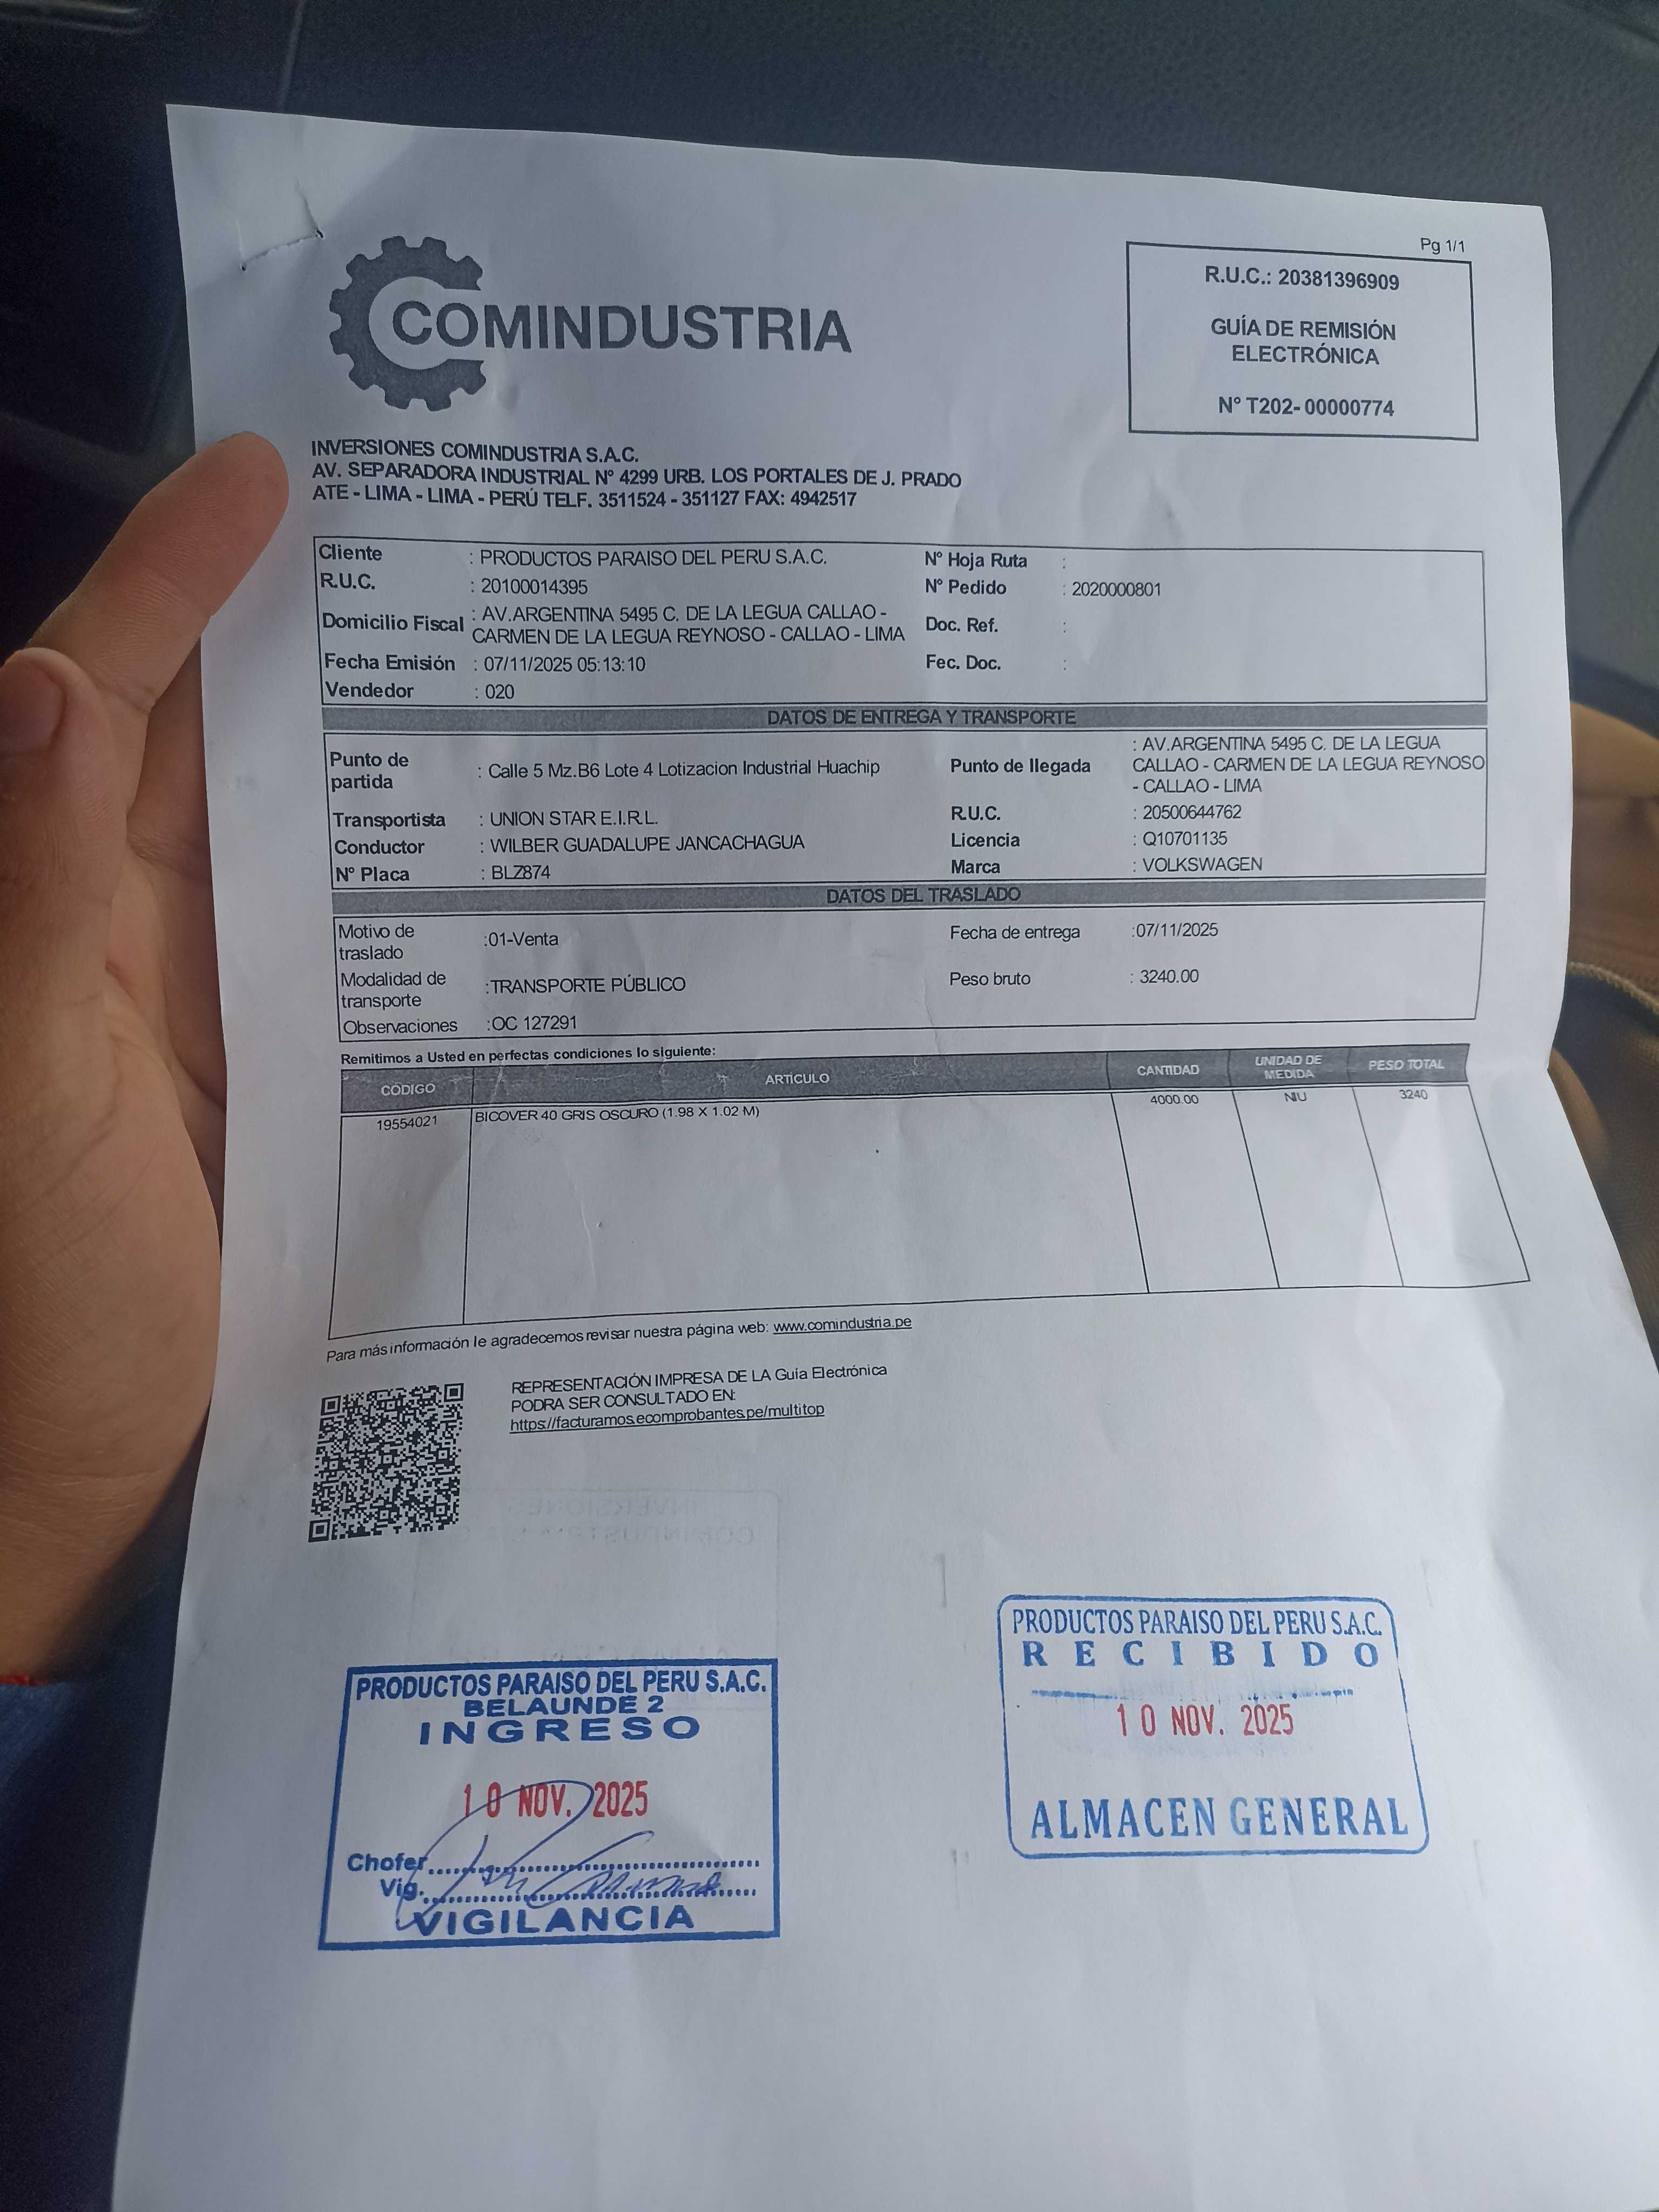 Pg 1/1
R.U.C.: 20381396909
GUÍA DE REMISIÓN
ELECTRÓNICA
N° T202- 00000774
COMINDUSTRIA
INVERSIONES COMINDUSTRIA S.A.C.
AV. SEPARADORA INDUSTRIAL N° 4299 URB. LOS PORTALES DE J. PRADO
ATE - LIMA - LIMA - PERÚ TELF. 3511524 - 351127 FAX: 4942517
Cliente : PRODUCTOS PARAISO DEL PERU S.A.C. N° Hoja Ruta :
R.U.C. : 20100014395 N° Pedido : 2020000801
Domicilio Fiscal : AV.ARGENTINA 5495 C. DE LA LEGUA CALLAO - CARMEN DE LA LEGUA REYNOSO - CALLAO - LIMA Doc. Ref. :
Fecha Emisión : 07/11/2025 05:13:10 Fec. Doc. :
Vendedor : 020
DATOS DE ENTREGA Y TRANSPORTE
Punto de partida : Calle 5 Mz.B6 Lote 4 Lotizacion Industrial Huachip Punto de llegada : AV.ARGENTINA 5495 C. DE LA LEGUA CALLAO - CARMEN DE LA LEGUA REYNOSO - CALLAO - LIMA
Transportista : UNION STAR E.I.R.L. R.U.C. : 20500644762
Conductor : WILBER GUADALUPE JANCACHAGUA Licencia : Q10701135
N° Placa : BLZ874 Marca : VOLKSWAGEN
DATOS DEL TRASLADO
Motivo de traslado :01-Venta Fecha de entrega :07/11/2025
Modalidad de transporte :TRANSPORTE PÚBLICO Peso bruto : 3240.00
Observaciones :OC 127291
Remitimos a Usted en perfectas condiciones lo siguiente:
CÓDIGO ARTÍCULO CANTIDAD UNIDAD DE MEDIDA PESO TOTAL
19554021 BICOVER 40 GRIS OSCURO (1.98 X 1.02 M) 4000.00 NIU 3240
Para más información le agradecemos revisar nuestra página web: www.comindustria.pe
REPRESENTACIÓN IMPRESA DE LA Guía Electrónica
PODRA SER CONSULTADO EN:
https://facturamos.ecomprobantes.pe/multitop
PRODUCTOS PARAISO DEL PERU S.A.C.
BELAUNDE 2
INGRESO
10 NOV. 2025
Chofer
Vig.
VIGILANCIA
PRODUCTOS PARAISO DEL PERU S.A.C.
RECIBIDO
10 NOV. 2025
ALMACEN GENERAL